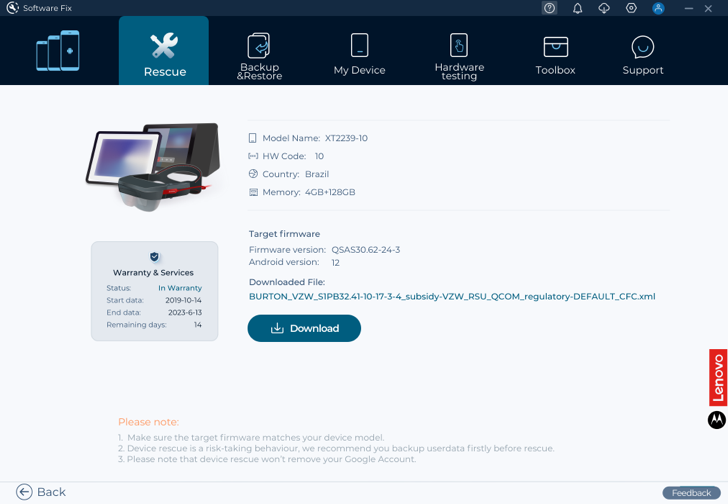 Software Fix
Rescue
Backup
&Restore
My Device
Hardware
testing
Toolbox
Support
Model Name: XT2239-10
HW Code: 10
Country: Brazil
Memory: 4GB+128GB
Target firmware
Firmware version: QSAS30.62-24-3
Android version: 12
Downloaded File:
BURTON_VZW_S1PB32.41-10-17-3-4_subsidy-VZW_RSU_QCOM_regulatory-DEFAULT_CFC.xml
Download
Warranty & Services
Status: In Warranty
Start data: 2019-10-14
End data: 2023-6-13
Remaining days: 14
Lenovo
Please note:
1. Make sure the target firmware matches your device model.
2. Device rescue is a risk-taking behaviour, we recommend you backup userdata firstly before rescue.
3. Please note that device rescue won't remove your Google Account.
Back
Feedback